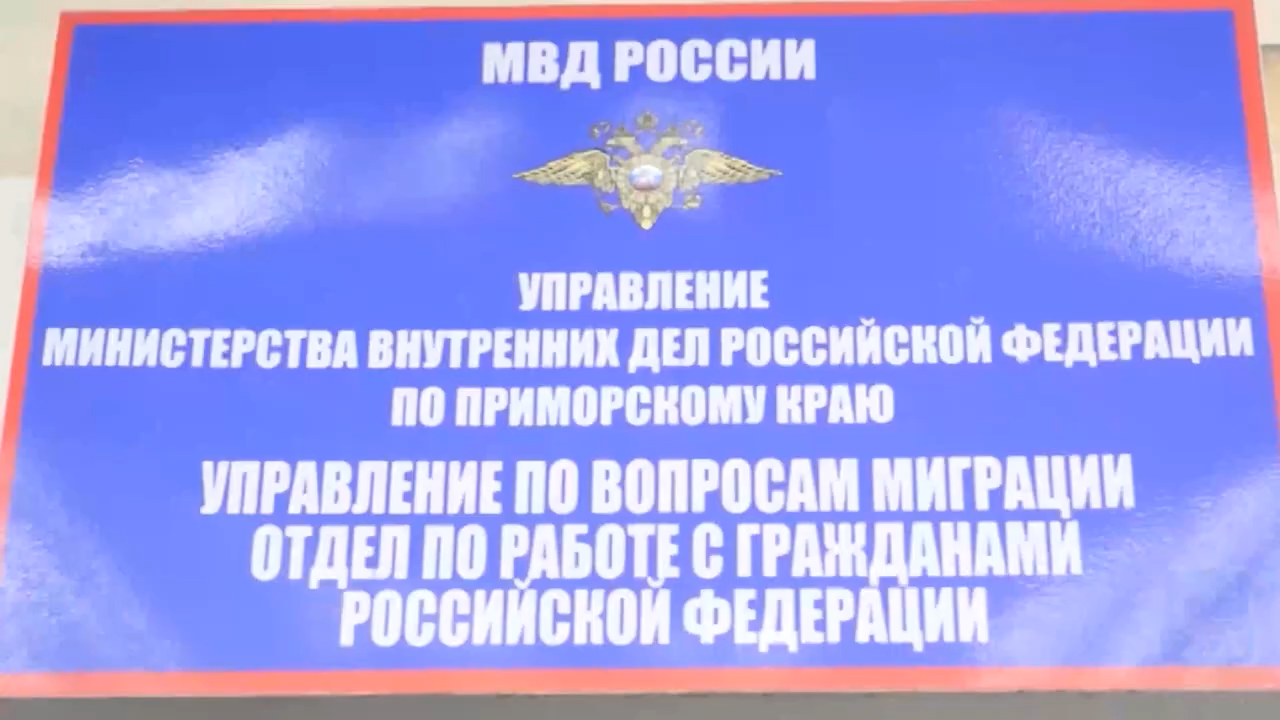 МВД РОССИИ
УПРАВЛЕНИЕ
МИНИСТЕРСТВА ВНУТРЕННИХ ДЕЛ РОССИЙСКОЙ ФЕДЕРАЦИИ
ПО ПРИМОРСКОМУ КРАЮ
УПРАВЛЕНИЕ ПО ВОПРОСАМ МИГРАЦИИ
ОТДЕЛ ПО РАБОТЕ С ГРАЖДАНАМИ
РОССИЙСКОЙ ФЕДЕРАЦИИ